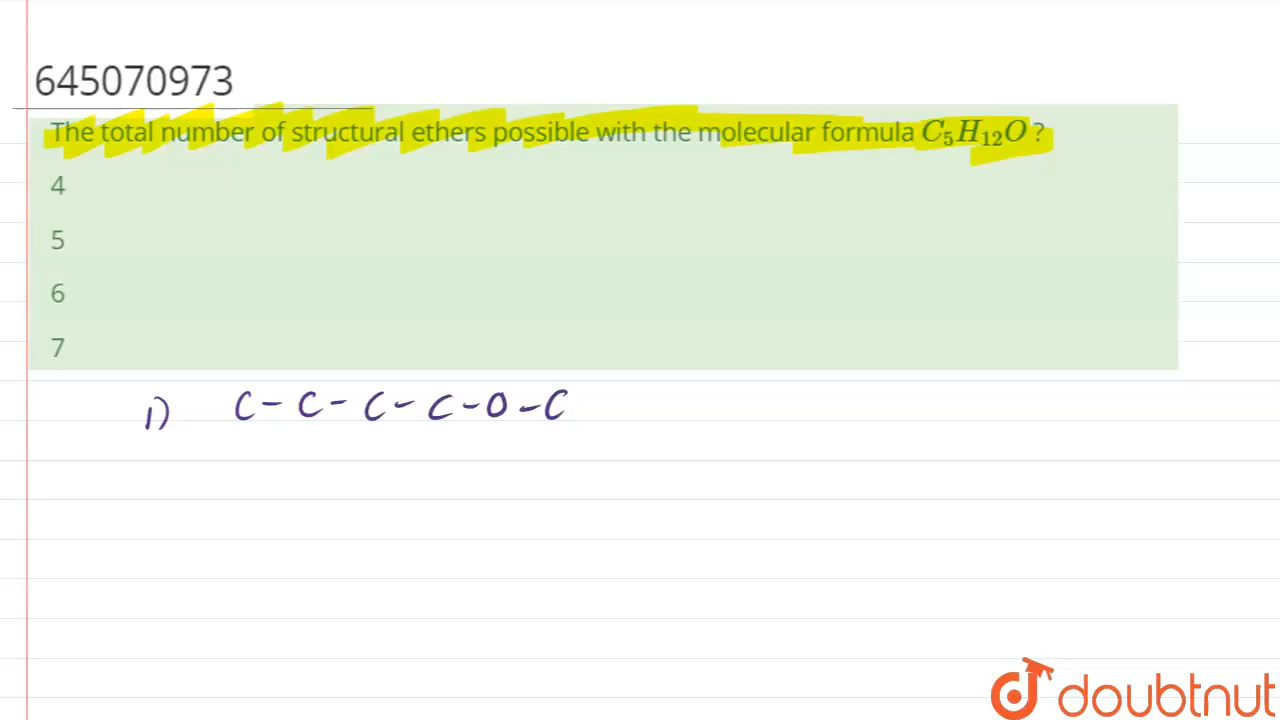 645070973
The total number of structural ethers possible with the molecular formula C₅H₁₂O ?
4
5
6
7
1) C - C - C - C - O - C
doubtnut